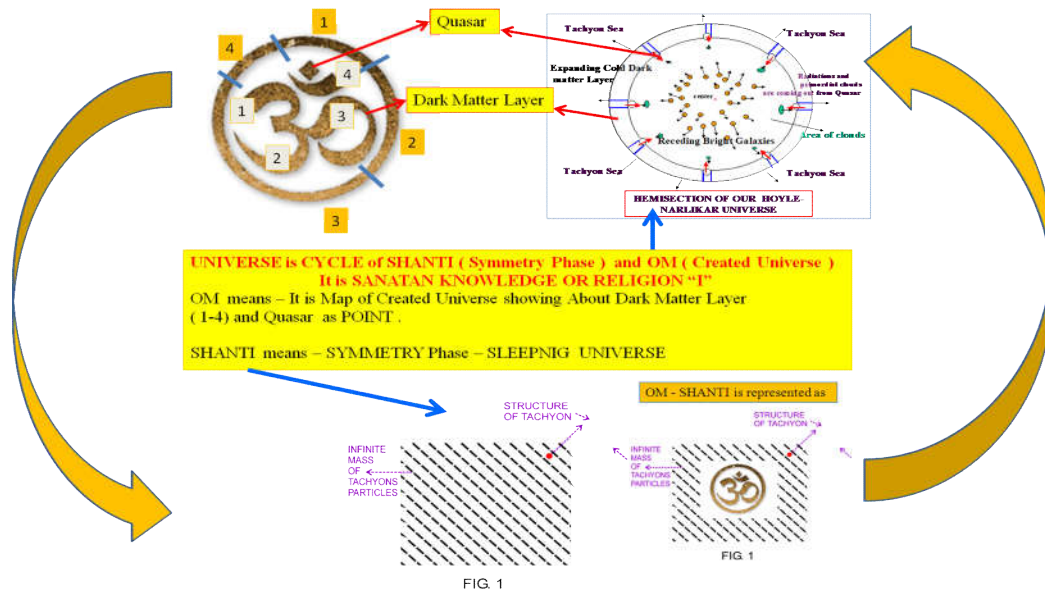 1
Quasar
4
4
1
3
Dark Matter Layer
2
2
3
Tachyon Sea
Tachyon Sea
Expanding Cold Dark
matter Layer
Radiations and
primordial clouds
are coming out from Quasar
center
Area of clouds
Receding Bright Galaxies
Tachyon Sea
Tachyon Sea
HEMISECTION OF OUR HOYLE-
NARLIKAR UNIVERSE
UNIVERSE is CYCLE of SHANTI ( Symmetry Phase ) and OM ( Created Universe )
It is SANATAN KNOWLEDGE OR RELIGION “I”
OM means – It is Map of Created Universe showing About Dark Matter Layer
( 1-4) and Quasar as POINT .
SHANTI means – SYMMETRY Phase – SLEEPNIG UNIVERSE
STRUCTURE
OF TACHYON
INFINITE
MASS
OF
TACHYONS
PARTICLES
FIG. 1
OM - SHANTI is represented as
STRUCTURE
OF TACHYON
INFINITE
MASS
OF
TACHYONS
PARTICLES
ॐ
FIG. 1